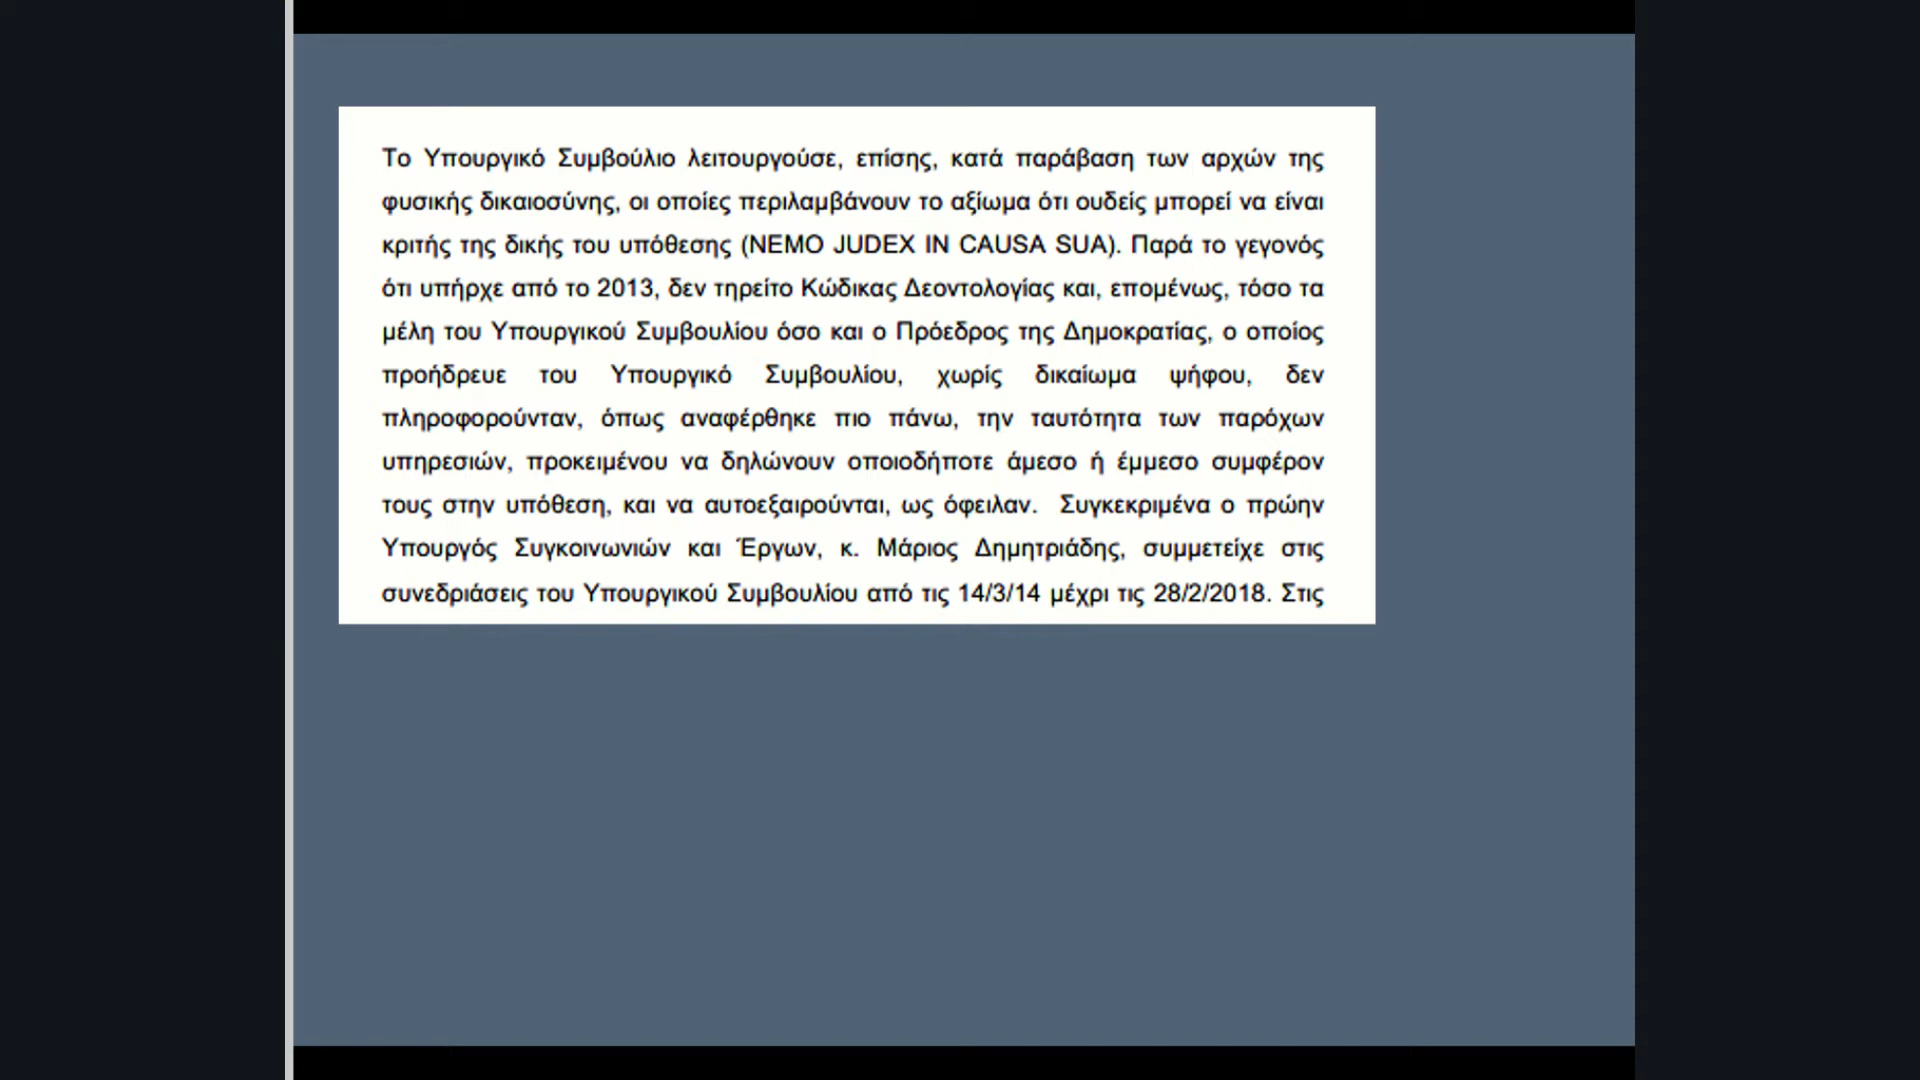 Το Υπουργικό Συμβούλιο λειτουργούσε, επίσης, κατά παράβαση των αρχών της
φυσικής δικαιοσύνης, οι οποίες περιλαμβάνουν το αξίωμα ότι ουδείς μπορεί να είναι
κριτής της δικής του υπόθεσης (NEMO JUDEX IN CAUSA SUA). Παρά το γεγονός
ότι υπήρχε από το 2013, δεν τηρείτο Κώδικας Δεοντολογίας και, επομένως, τόσο τα
μέλη του Υπουργικού Συμβουλίου όσο και ο Πρόεδρος της Δημοκρατίας, ο οποίος
προήδρευε του Υπουργικό Συμβουλίου, χωρίς δικαίωμα ψήφου, δεν
πληροφορούνταν, όπως αναφέρθηκε πιο πάνω, την ταυτότητα των παρόχων
υπηρεσιών, προκειμένου να δηλώνουν οποιοδήποτε άμεσο ή έμμεσο συμφέρον
τους στην υπόθεση, και να αυτοεξαιρούνται, ως όφειλαν. Συγκεκριμένα ο πρώην
Υπουργός Συγκοινωνιών και Έργων, κ. Μάριος Δημητριάδης, συμμετείχε στις
συνεδριάσεις του Υπουργικού Συμβουλίου από τις 14/3/14 μέχρι τις 28/2/2018. Στις